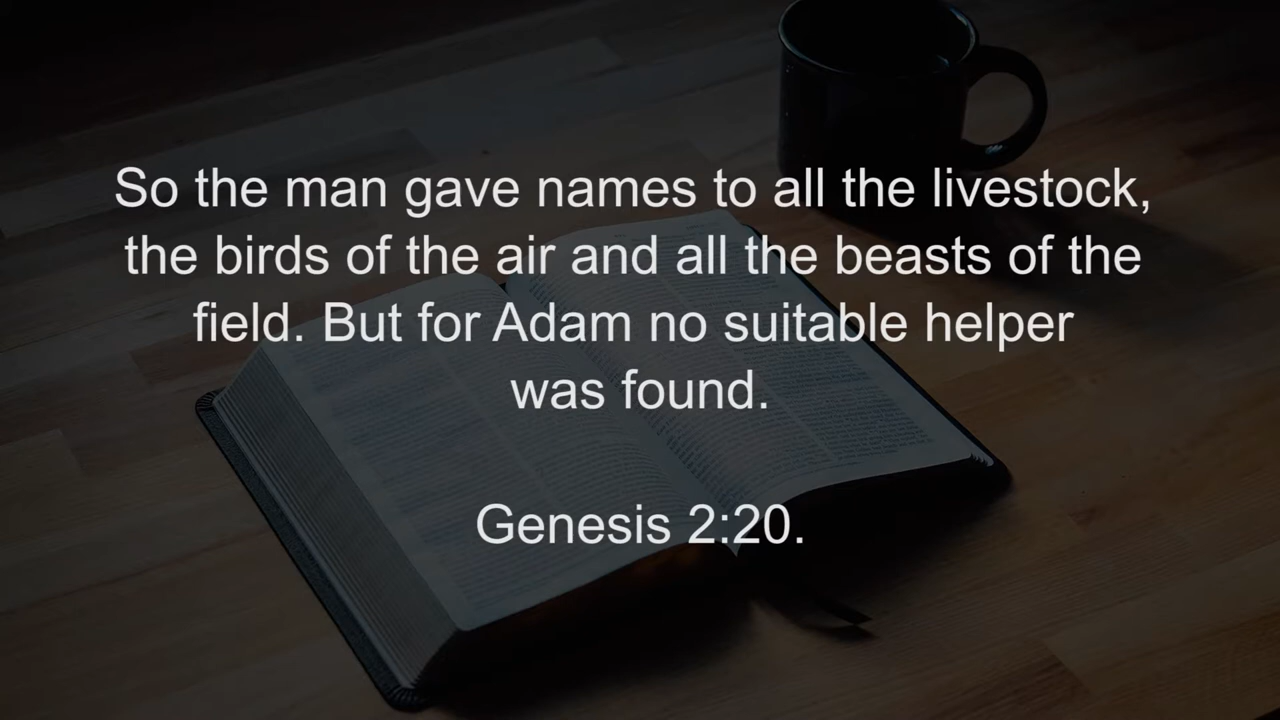 So the man gave names to all the livestock,
the birds of the air and all the beasts of the
field. But for Adam no suitable helper
was found.
Genesis 2:20.